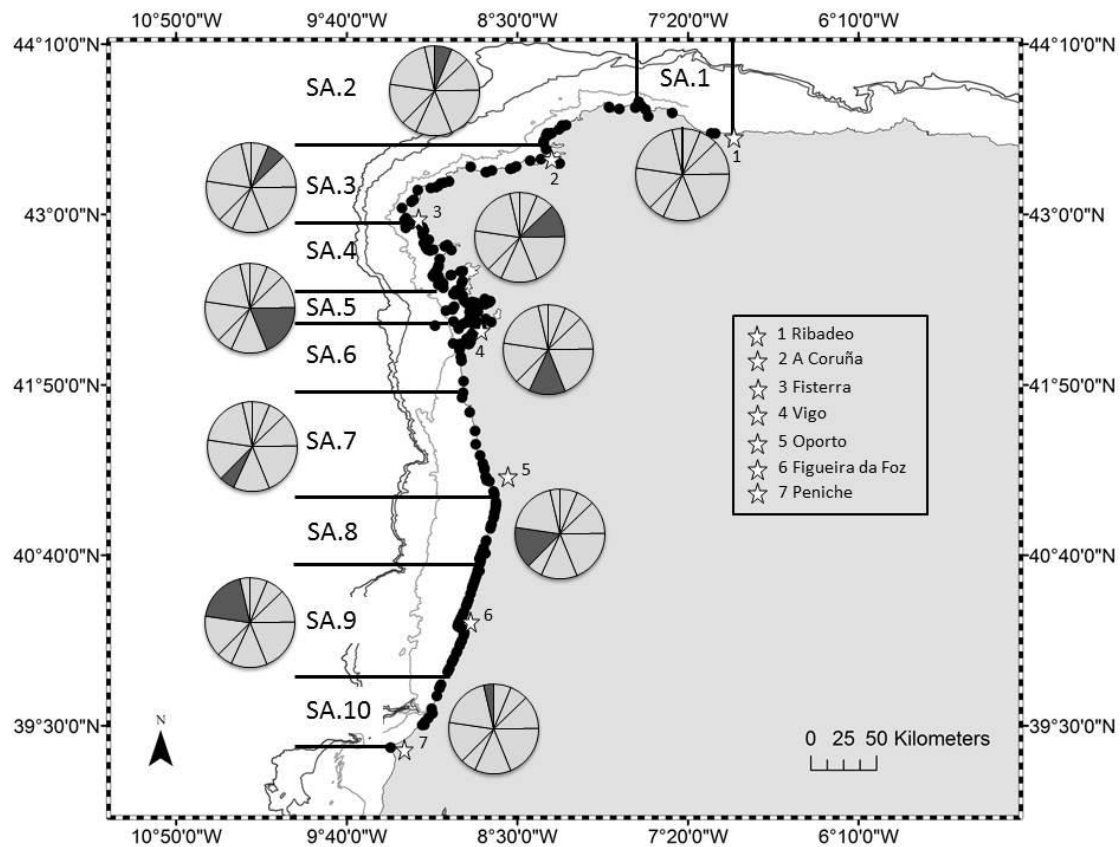 10°50'0"W 9°40'0"W 8°30'0"W 7°20'0"W 6°10'0"W
44°10'0"N 44°10'0"N
SA.1
SA.2
1
2
SA.3
3
43°0'0"N 43°0'0"N
SA.4
SA.5
SA.6
4
1 Ribadeo
2 A Coruña
3 Fisterra
4 Vigo
5 Oporto
6 Figueira da Foz
7 Peniche
41°50'0"N 41°50'0"N
SA.7
5
SA.8
40°40'0"N 40°40'0"N
SA.9
6
SA.10
39°30'0"N 39°30'0"N
7
N
0 25 50 Kilometers
10°50'0"W 9°40'0"W 8°30'0"W 7°20'0"W 6°10'0"W